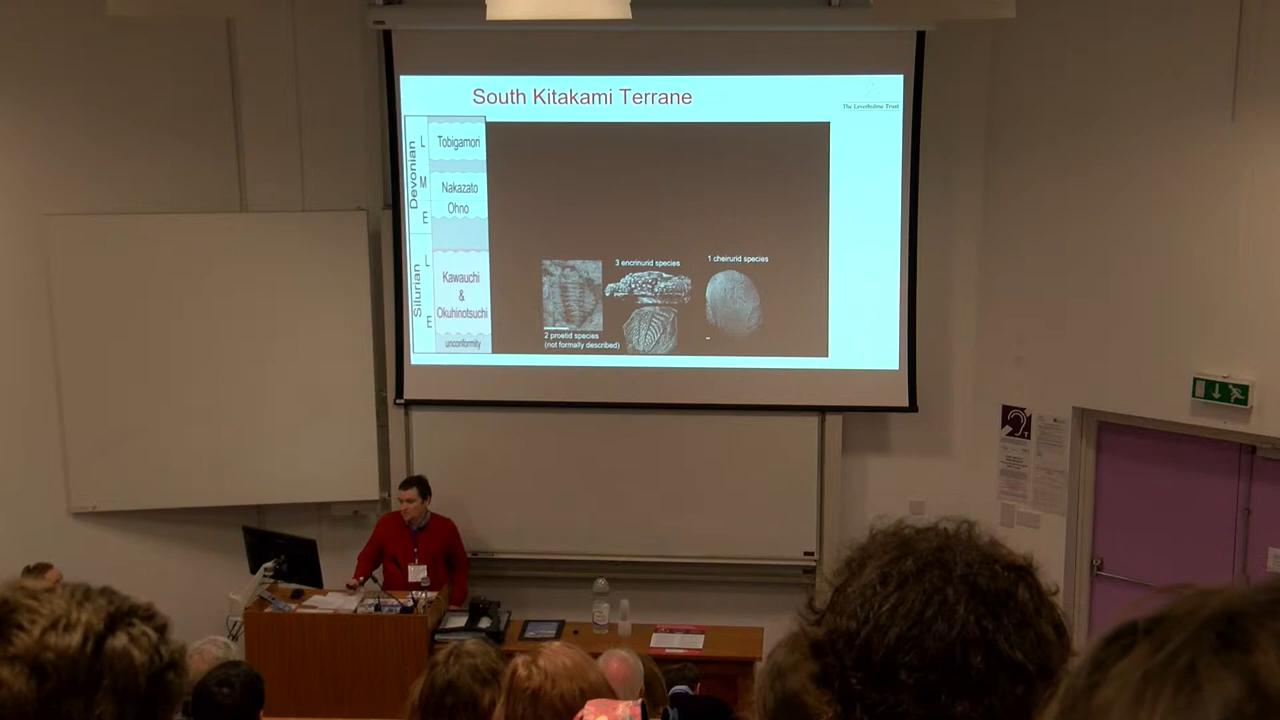 South Kitakami Terrane
The Leverhulme Trust
Devonian
L
M
E
Tobigamori
Nakazato
Ohno
Silurian
L
E
Kawauchi
&
Okuhinotsuchi
unconformity
3 encrinurid species
1 cheirurid species
2 proetid species
(not formally described)
T